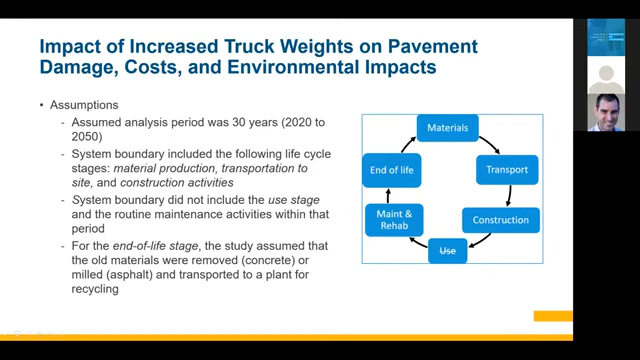 Impact of Increased Truck Weights on Pavement
Damage, Costs, and Environmental Impacts
• Assumptions
- Assumed analysis period was 30 years (2020 to
2050)
- System boundary included the following life cycle
stages: material production, transportation to
site, and construction activities
- System boundary did not include the use stage
and the routine maintenance activities within that
period
- For the end-of-life stage, the study assumed that
the old materials were removed (concrete) or
milled (asphalt) and transported to a plant for
recycling
Materials
End of life
Transport
Maint &
Rehab
Construction
Use